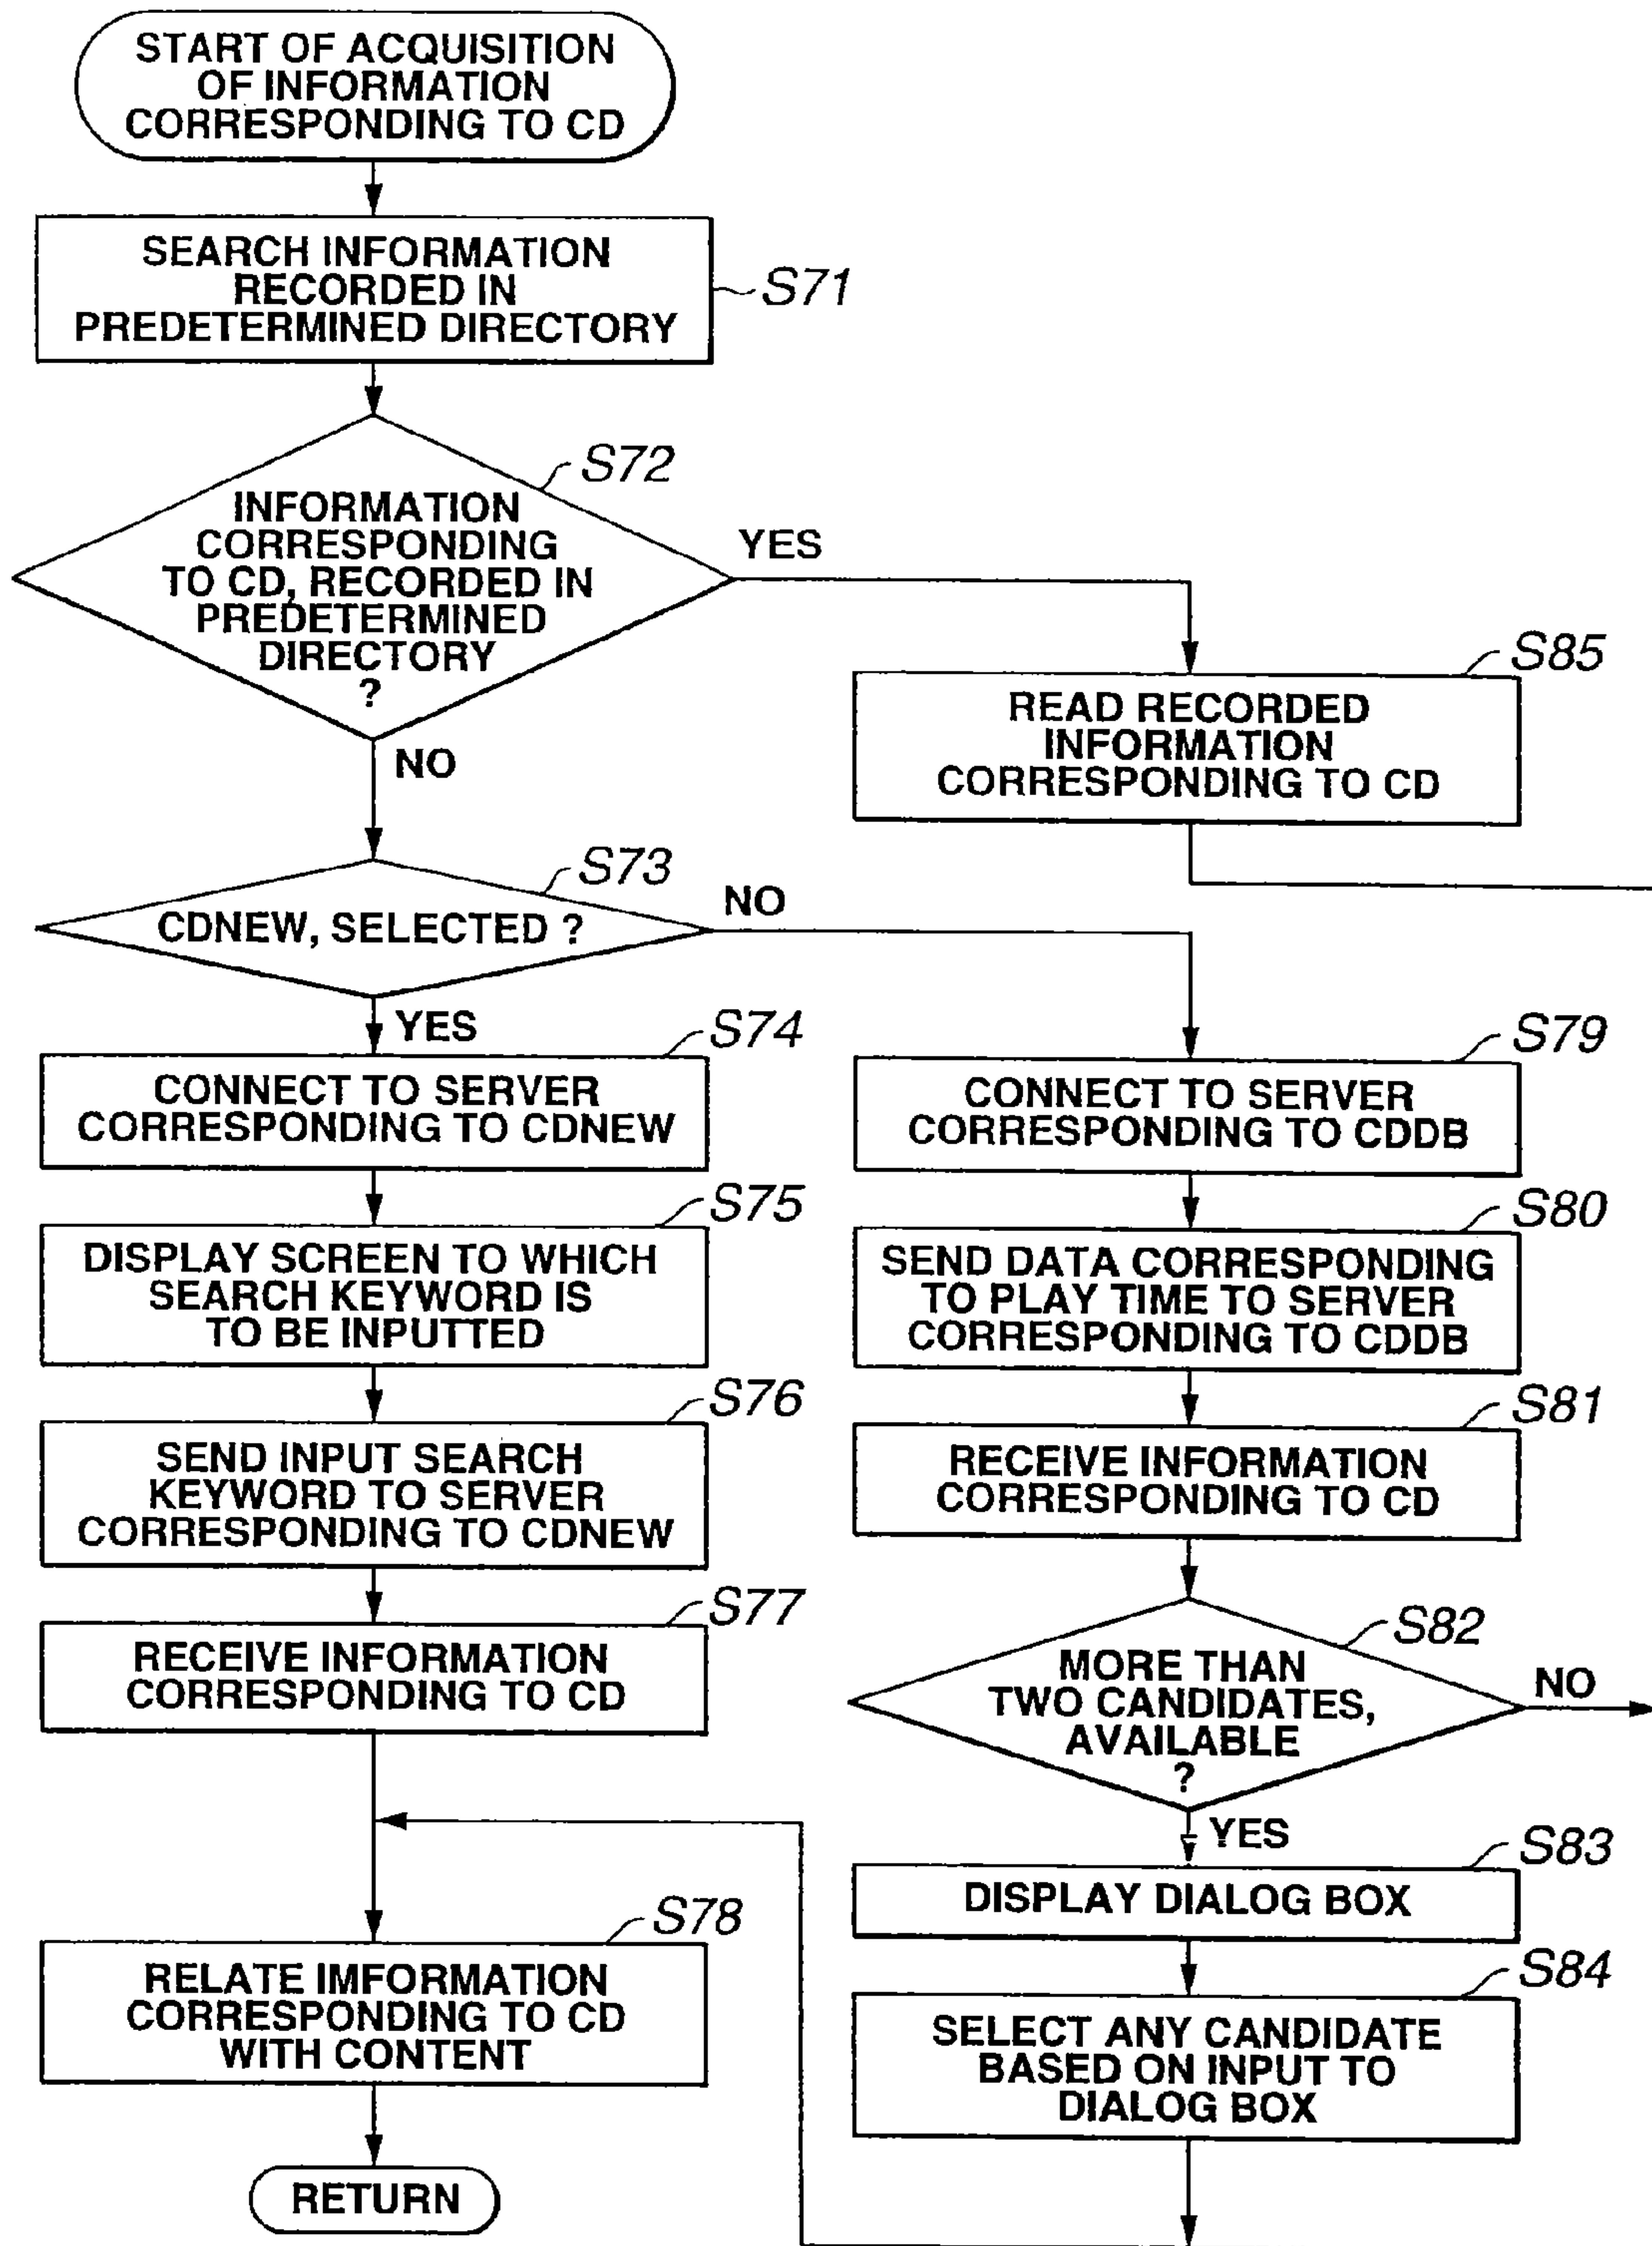 START OF ACQUISITION
OF INFORMATION
CORRESPONDING TO CD
SEARCH INFORMATION
RECORDED IN
PREDETERMINED DIRECTORY
S71
S72
INFORMATION
CORRESPONDING
TO CD, RECORDED IN
PREDETERMINED
DIRECTORY
?
YES
NO
S85
READ RECORDED
INFORMATION
CORRESPONDING TO CD
S73
CDNEW, SELECTED ?
NO
YES
S74
CONNECT TO SERVER
CORRESPONDING TO CDNEW
S75
DISPLAY SCREEN TO WHICH
SEARCH KEYWORD IS
TO BE INPUTTED
S76
SEND INPUT SEARCH
KEYWORD TO SERVER
CORRESPONDING TO CDNEW
S77
RECEIVE INFORMATION
CORRESPONDING TO CD
S78
RELATE IMFORMATION
CORRESPONDING TO CD
WITH CONTENT
RETURN
S79
CONNECT TO SERVER
CORRESPONDING TO CDDB
S80
SEND DATA CORRESPONDING
TO PLAY TIME TO SERVER
CORRESPONDING TO CDDB
S81
RECEIVE INFORMATION
CORRESPONDING TO CD
S82
MORE THAN
TWO CANDIDATES,
AVAILABLE
?
NO
YES
S83
DISPLAY DIALOG BOX
S84
SELECT ANY CANDIDATE
BASED ON INPUT TO
DIALOG BOX